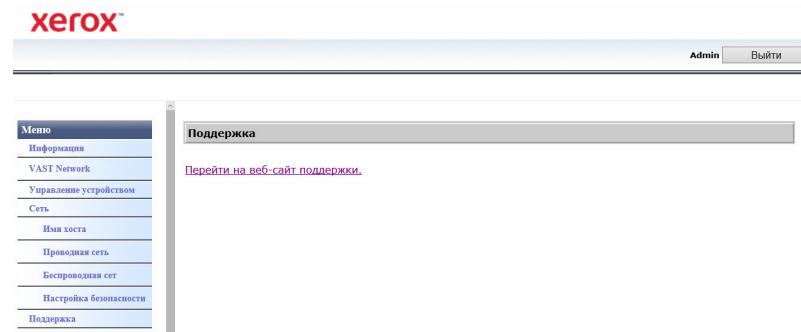 xerox™
Admin Выйти
Меню
Поддержка
Информация
VAST Network
Перейти на веб-сайт поддержки.
Управление устройством
Сеть
Имя хоста
Проводная сеть
Беспроводная сет
Настройка безопасности
Поддержка